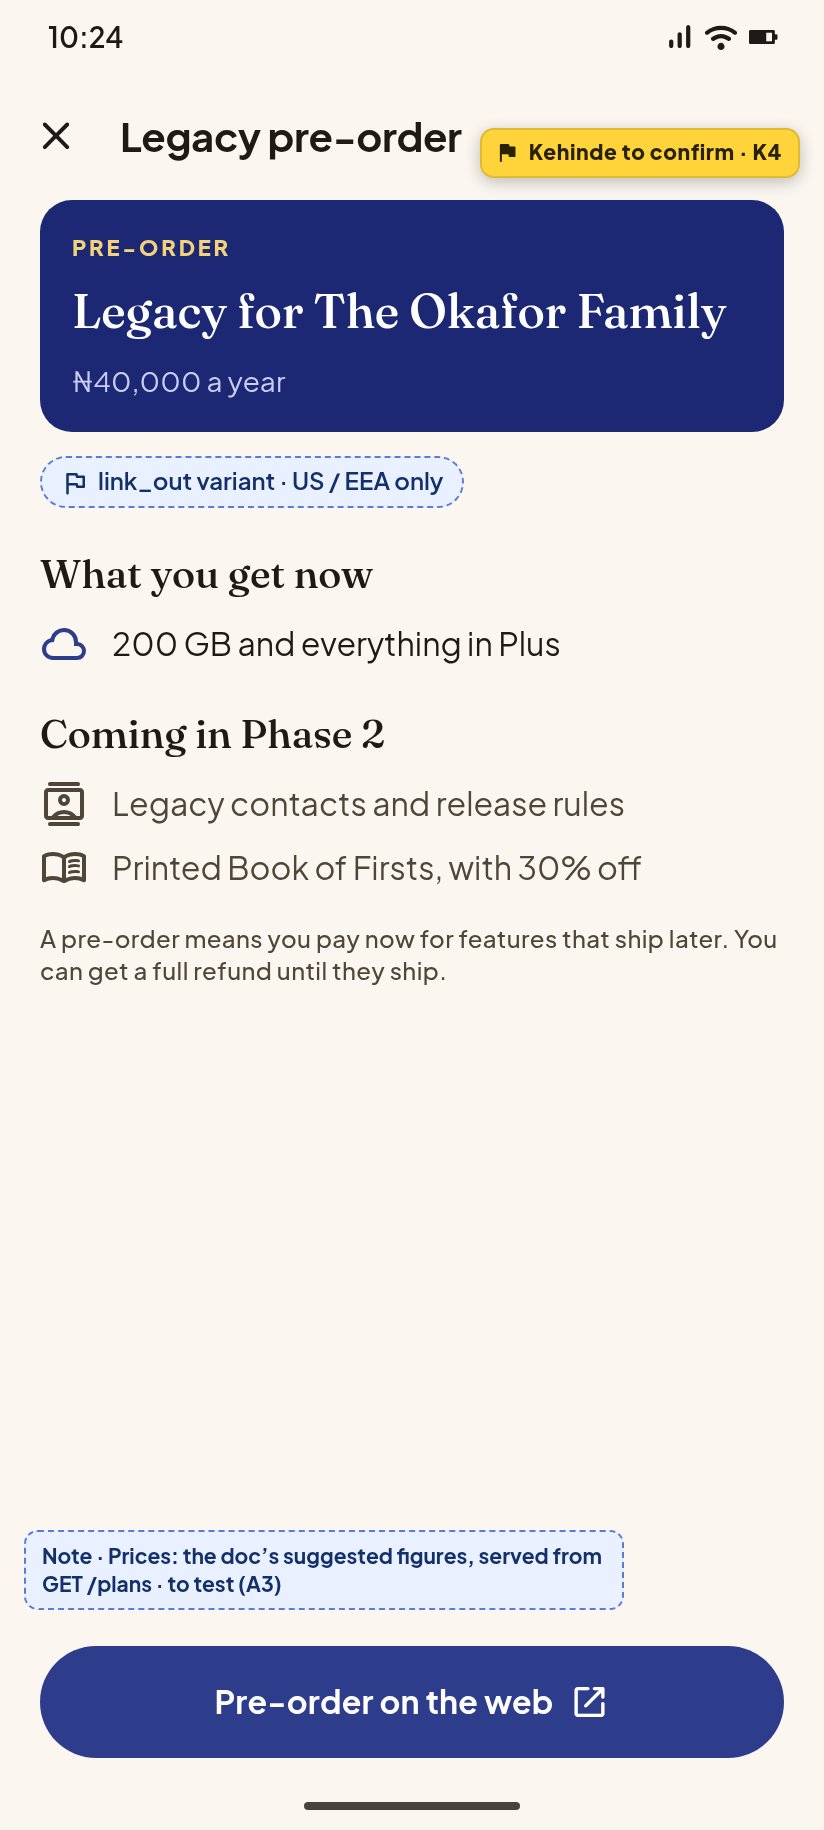 10:24
Legacy pre-order
Kehinde to confirm · K4
PRE-ORDER
Legacy for The Okafor Family
₦40,000 a year
link_out variant · US / EEA only
What you get now
200 GB and everything in Plus
Coming in Phase 2
Legacy contacts and release rules
Printed Book of Firsts, with 30% off
A pre-order means you pay now for features that ship later. You
can get a full refund until they ship.
Note · Prices: the doc’s suggested figures, served from
GET /plans · to test (A3)
Pre-order on the web